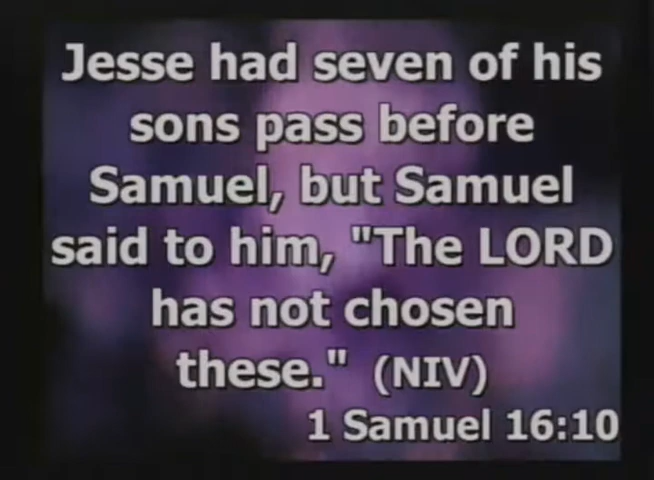 Jesse had seven of his
sons pass before
Samuel, but Samuel
said to him, "The LORD
has not chosen
these." (NIV)
1 Samuel 16:10